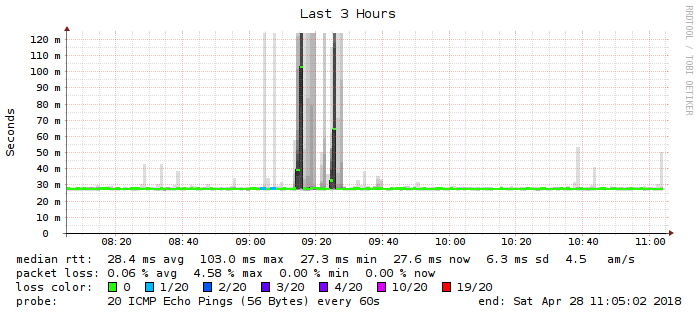 Last 3 Hours
RRDTOOL / TOBI OETIKER
Seconds
120 m
110 m
100 m
90 m
80 m
70 m
60 m
50 m
40 m
30 m
20 m
10 m
0
08:20 08:40 09:00 09:20 09:40 10:00 10:20 10:40 11:00
median rtt: 28.4 ms avg 103.0 ms max 27.3 ms min 27.6 ms now 6.3 ms sd 4.5 am/s
packet loss: 0.06 % avg 4.58 % max 0.00 % min 0.00 % now
loss color: 0 1/20 2/20 3/20 4/20 10/20 19/20
probe: 20 ICMP Echo Pings (56 Bytes) every 60s end: Sat Apr 28 11:05:02 2018